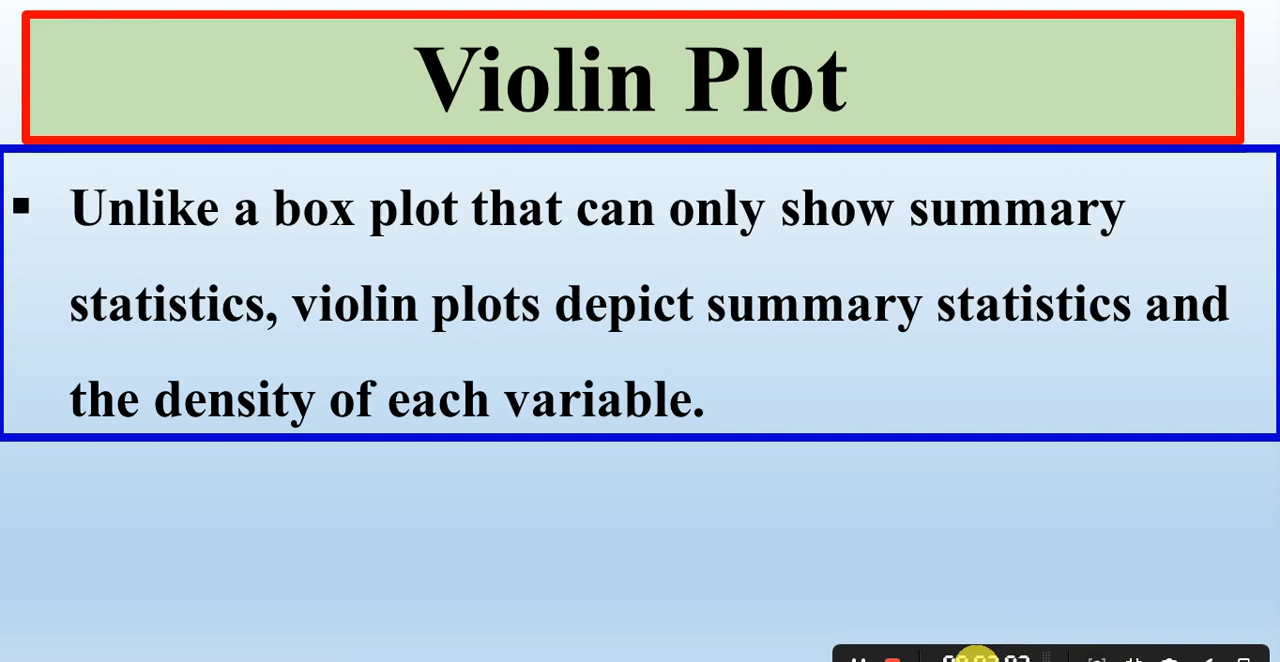 Violin Plot
▪ Unlike a box plot that can only show summary
statistics, violin plots depict summary statistics and
the density of each variable.